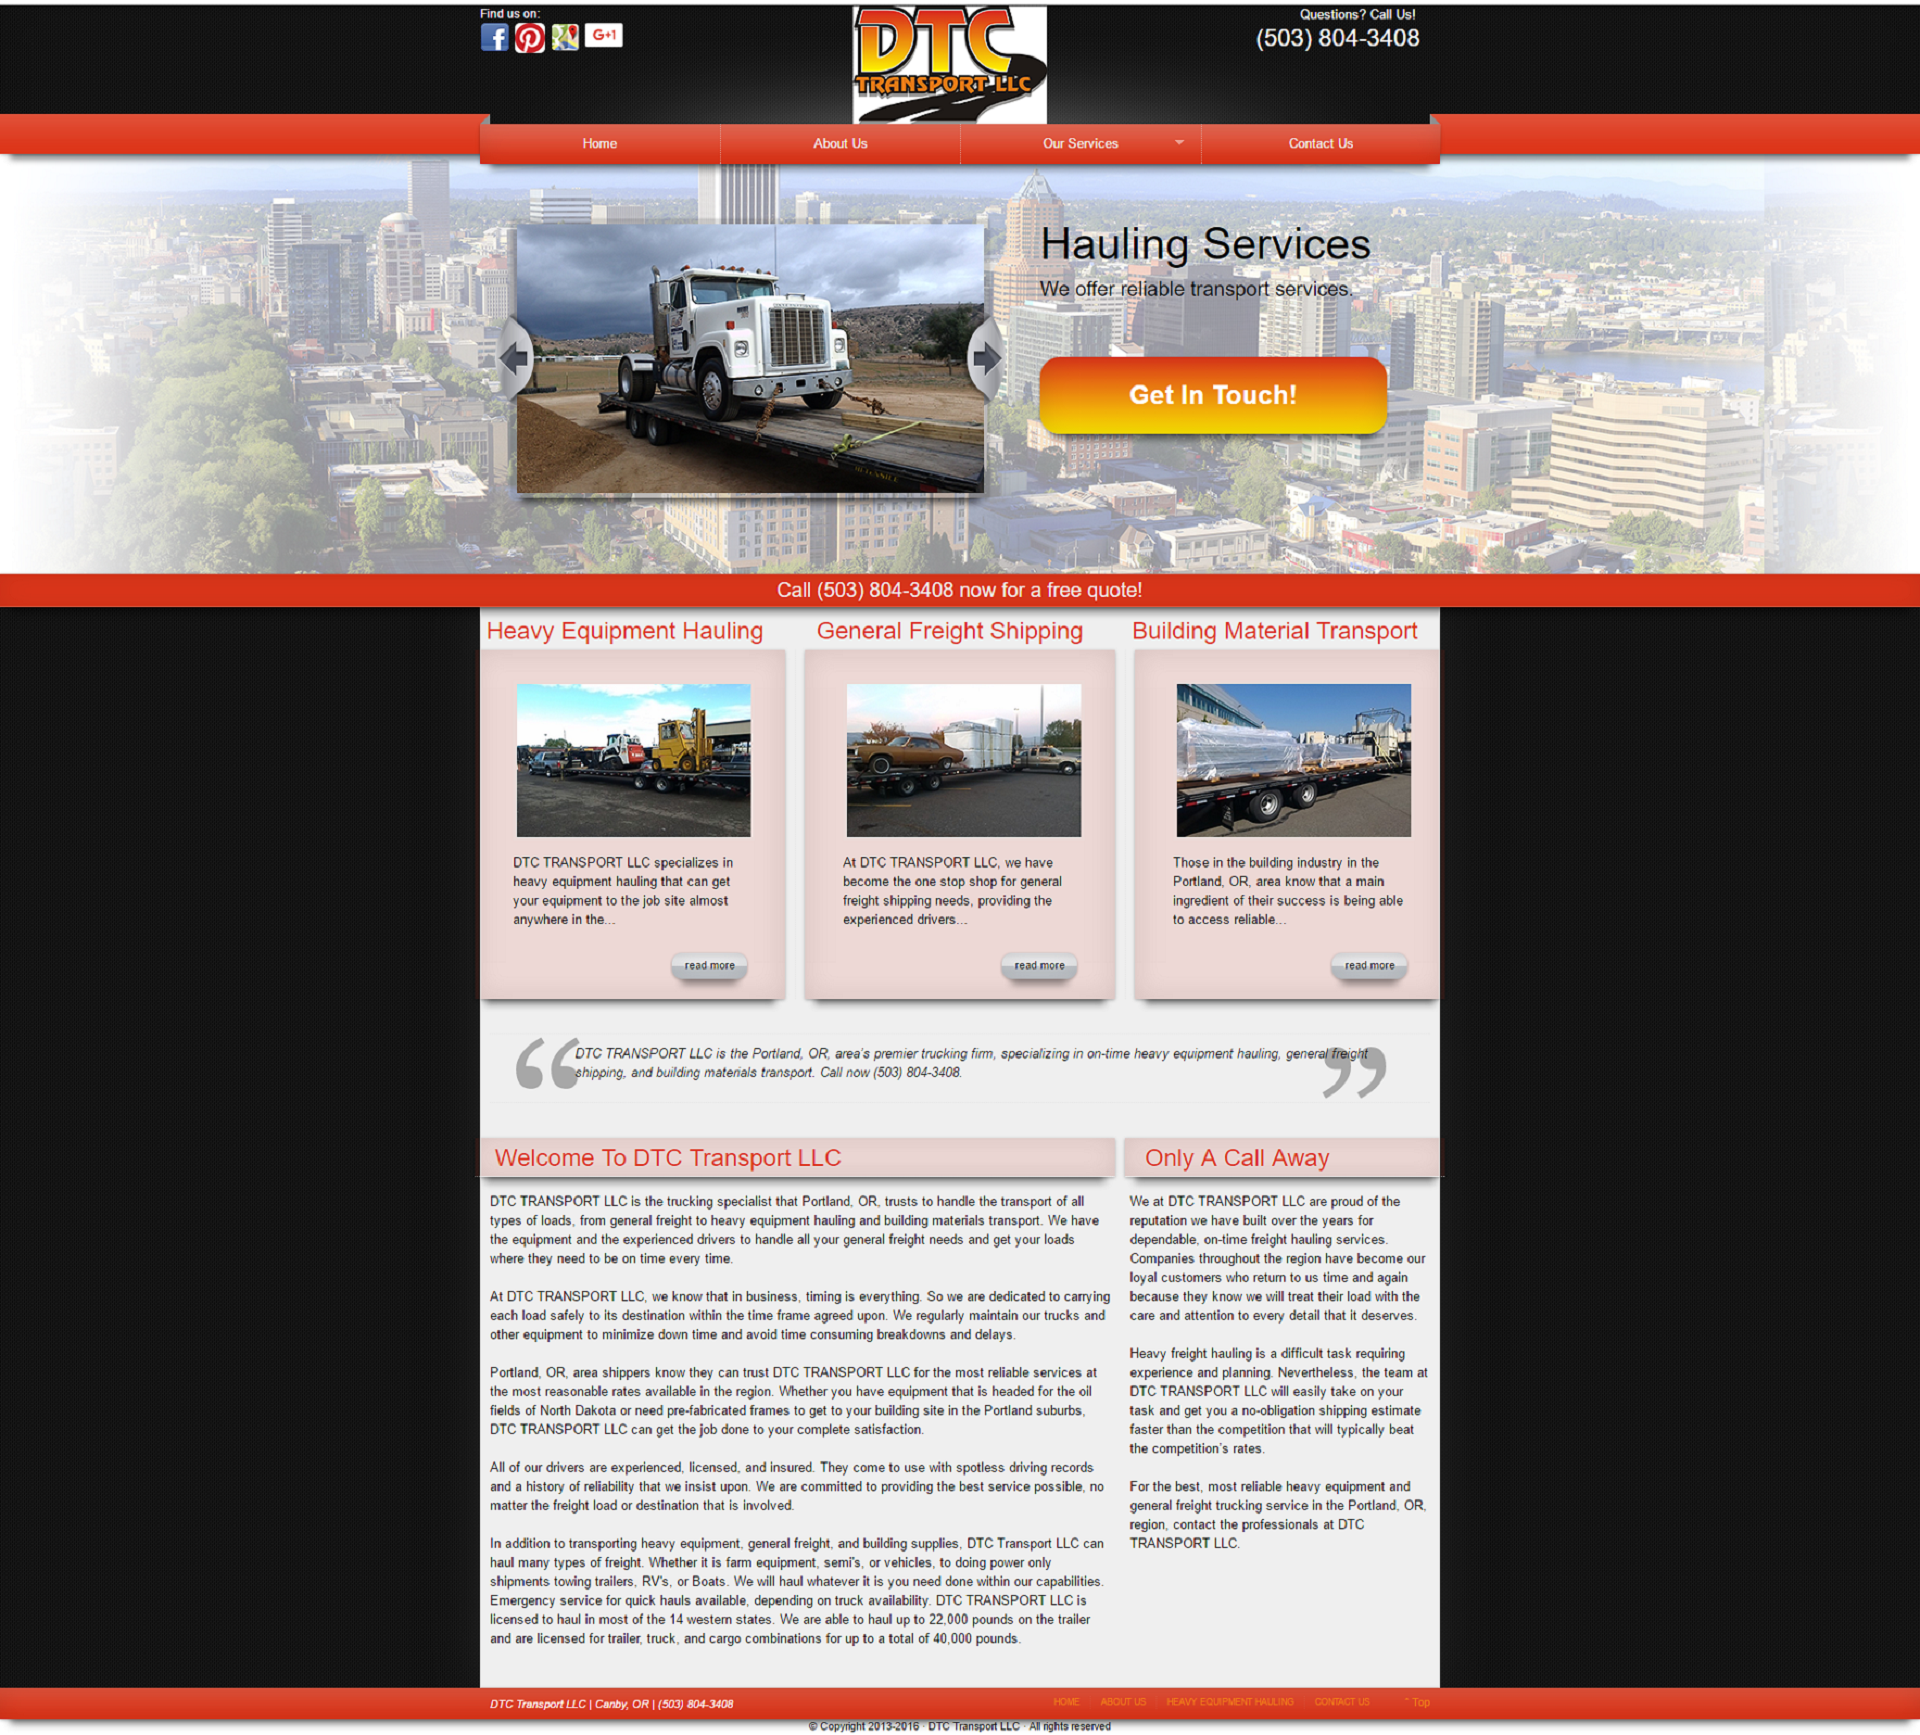 Find us on:
G+1
DTC
TRANSPORT LLC
Questions? Call Us!
(503) 804-3408
Home
About Us
Our Services
Contact Us
Hauling Services
We offer reliable transport services.
Get In Touch!
Call (503) 804-3408 now for a free quote!
Heavy Equipment Hauling
DTC TRANSPORT LLC specializes in
heavy equipment hauling that can get
your equipment to the job site almost
anywhere in the...
read more
General Freight Shipping
At DTC TRANSPORT LLC, we have
become the one stop shop for general
freight shipping needs, providing the
experienced drivers...
read more
Building Material Transport
Those in the building industry in the
Portland, OR, area know that a main
ingredient of their success is being able
to access reliable...
read more
DTC TRANSPORT LLC is the Portland, OR, area's premier trucking firm, specializing in on-time heavy equipment hauling, general freight
shipping, and building materials transport. Call now (503) 804-3408.
Welcome To DTC Transport LLC
DTC TRANSPORT LLC is the trucking specialist that Portland, OR, trusts to handle the transport of all
types of loads, from general freight to heavy equipment hauling and building materials transport. We have
the equipment and the experienced drivers to handle all your general freight needs and get your loads
where they need to be on time every time.
At DTC TRANSPORT LLC, we know that in business, timing is everything. So we are dedicated to carrying
each load safely to its destination within the time frame agreed upon. We regularly maintain our trucks and
other equipment to minimize down time and avoid time consuming breakdowns and delays.
Portland, OR, area shippers know they can trust DTC TRANSPORT LLC for the most reliable services at
the most reasonable rates available in the region. Whether you have equipment that is headed for the oil
fields of North Dakota or need pre-fabricated frames to get to your building site in the Portland suburbs,
DTC TRANSPORT LLC can get the job done to your complete satisfaction.
All of our drivers are experienced, licensed, and insured. They come to use with spotless driving records
and a history of reliability that we insist upon. We are committed to providing the best service possible, no
matter the freight load or destination that is involved.
In addition to transporting heavy equipment, general freight, and building supplies, DTC Transport LLC can
haul many types of freight. Whether it is farm equipment, semi's, or vehicles, to doing power only
shipments towing trailers, RV's, or Boats. We will haul whatever it is you need done within our capabilities.
Emergency service for quick hauls available, depending on truck availability. DTC TRANSPORT LLC is
licensed to haul in most of the 14 western states. We are able to haul up to 22,000 pounds on the trailer
and are licensed for trailer, truck, and cargo combinations for up to a total of 40,000 pounds.
Only A Call Away
We at DTC TRANSPORT LLC are proud of the
reputation we have built over the years for
dependable, on-time freight hauling services.
Companies throughout the region have become our
loyal customers who return to us time and again
because they know we will treat their load with the
care and attention to every detail that it deserves.
Heavy freight hauling is a difficult task requiring
experience and planning. Nevertheless, the team at
DTC TRANSPORT LLC will easily take on your
task and get you a no-obligation shipping estimate
faster than the competition that will typically beat
the competition's rates.
For the best, most reliable heavy equipment and
general freight trucking service in the Portland, OR,
region, contact the professionals at DTC
TRANSPORT LLC.
DTC Transport LLC | Canby, OR | (503) 804-3408
HOME ABOUT US HEAVY EQUIPMENT HAULING CONTACT US ˆ Top
© Copyright 2013-2016 · DTC Transport LLC · All rights reserved